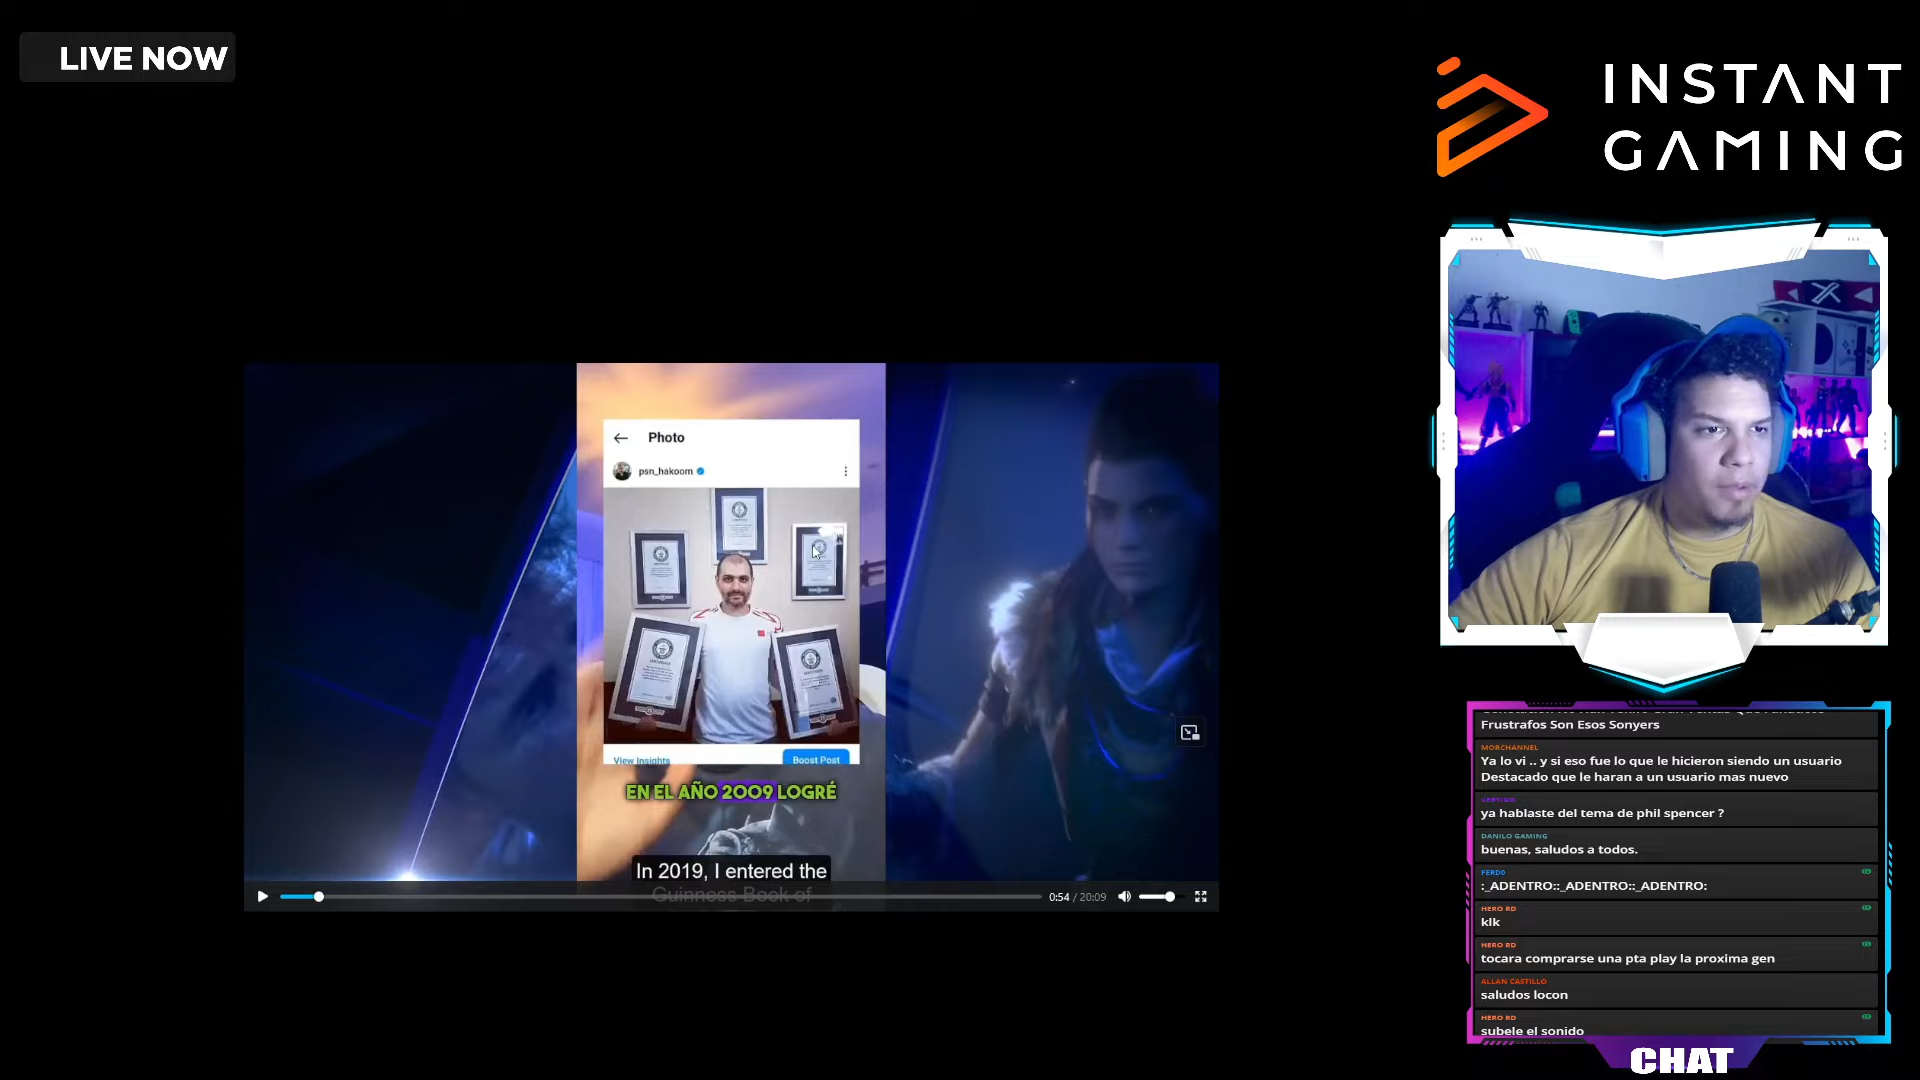 LIVE NOW
INSTANT
GAMING
Photo
psn_hakoom
View Insights
Boost Post
EN EL AÑO 2009 LOGRÉ
In 2019, I entered the
Guinness Book of
0:54 / 20:09
Frustrafos Son Esos Sonyers
MORCHANNEL
Ya lo vi .. y si eso fue lo que le hicieron siendo un usuario
Destacado que le haran a un usuario mas nuevo
ya hablaste del tema de phil spencer ?
DANILO GAMING
buenas, saludos a todos.
FERD0
:_ADENTRO::_ADENTRO::_ADENTRO:
HERO RD
klk
HERO RD
tocara comprarse una pta play la proxima gen
ALLAN CASTILLO
saludos locon
HERO RD
subele el sonido
CHAT